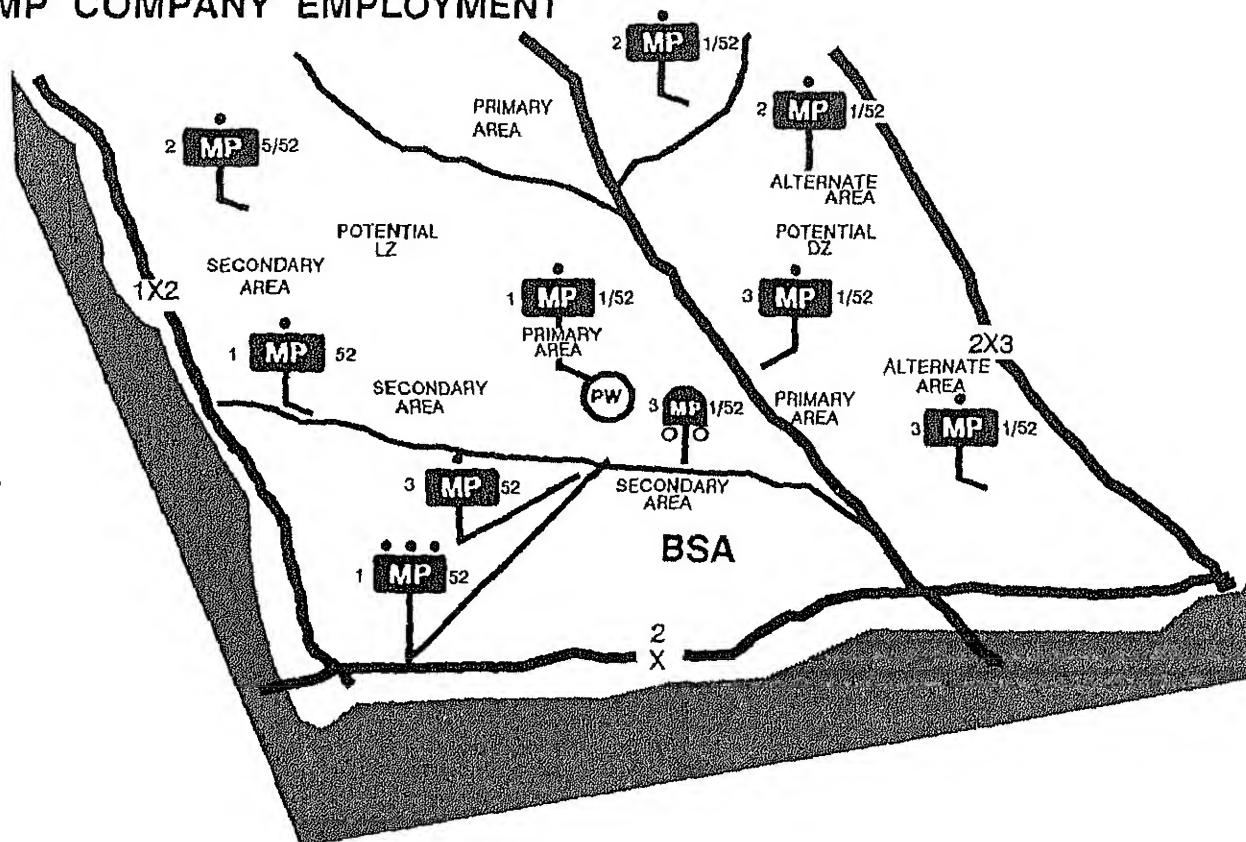 MP COMPANY EMPLOYMENT
2 MP 1/52
PRIMARY
AREA
2 MP 1/52
2 MP 5/52
ALTERNATE
AREA
POTENTIAL
LZ
POTENTIAL
DZ
SECONDARY
AREA
1X2
1 MP 1/52
3 MP 1/52
PRIMARY
AREA
1 MP 52
2X3
ALTERNATE
AREA
SECONDARY
AREA
PW
3 MP 1/52
PRIMARY
AREA
3 MP 1/52
3 MP 52
SECONDARY
AREA
BSA
1 MP 52
2
X